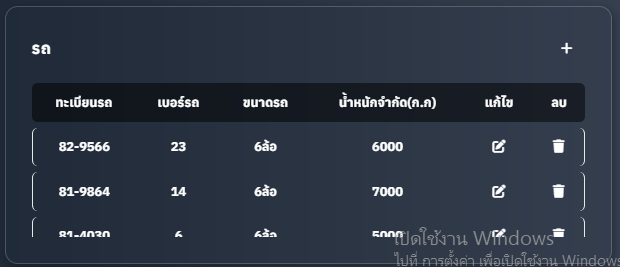 รถ +
ทะเบียนรถ เบอร์รถ ขนาดรถ น้ำหนักจำกัด(ก.ก) แก้ไข ลบ
82-9566 23 6ล้อ 6000
81-9864 14 6ล้อ 7000
81-4030 6 6ล้อ 5000
เปิดใช้งาน Windows
ไปที่ การตั้งค่า เพื่อเปิดใช้งาน Windows